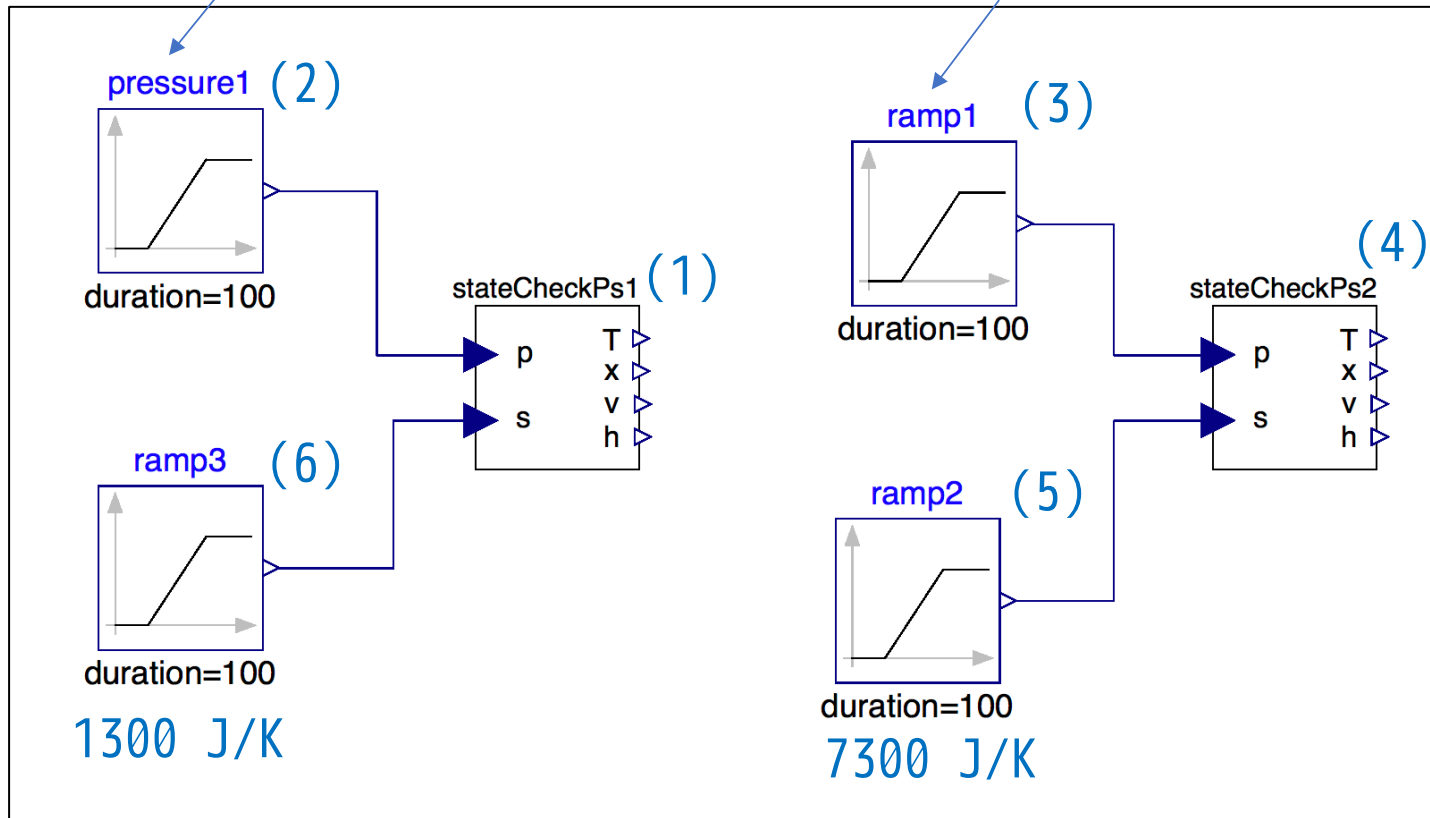 pressure1 (2)
duration=100
ramp1 (3)
duration=100
stateCheckPs1 (1)
p
s
T
x
v
h
stateCheckPs2 (4)
p
s
T
x
v
h
ramp3 (6)
duration=100
1300 J/K
ramp2 (5)
duration=100
7300 J/K